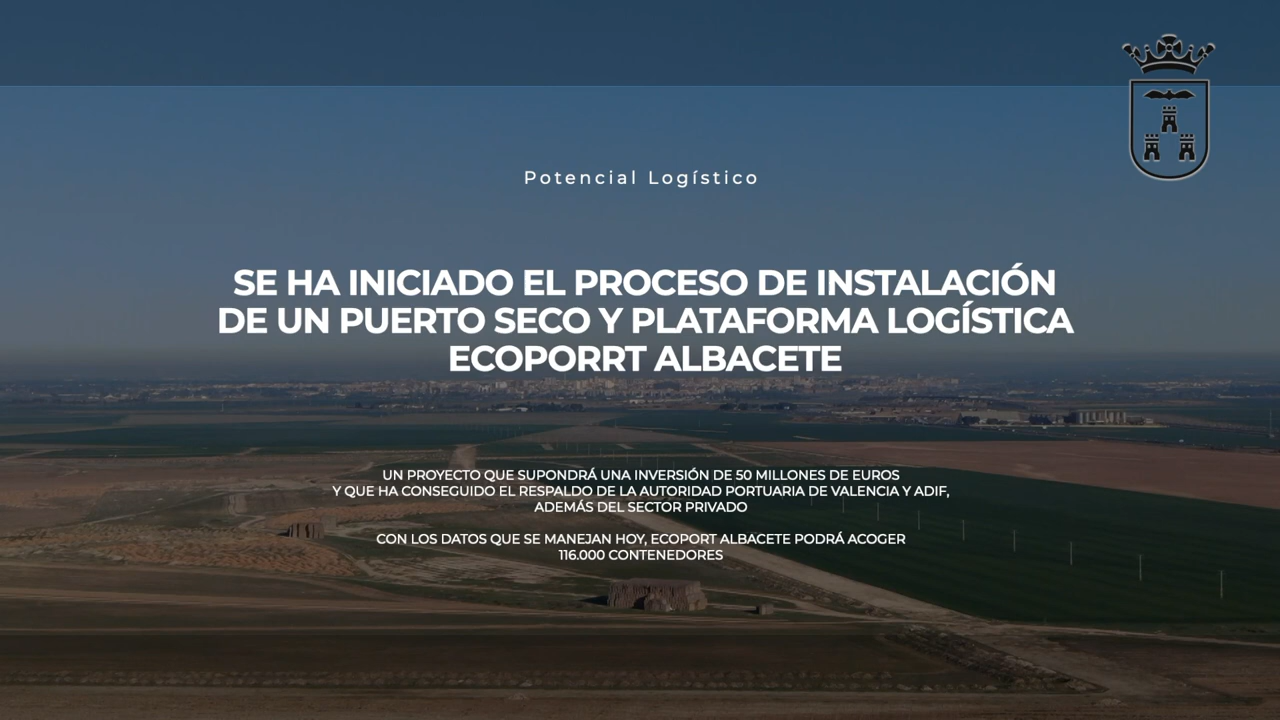 Potencial Logístico
SE HA INICIADO EL PROCESO DE INSTALACIÓN
DE UN PUERTO SECO Y PLATAFORMA LOGÍSTICA
ECOPORRT ALBACETE
UN PROYECTO QUE SUPONDRÁ UNA INVERSIÓN DE 50 MILLONES DE EUROS
Y QUE HA CONSEGUIDO EL RESPALDO DE LA AUTORIDAD PORTUARIA DE VALENCIA Y ADIF,
ADEMÁS DEL SECTOR PRIVADO
CON LOS DATOS QUE SE MANEJAN HOY, ECOPORT ALBACETE PODRÁ ACOGER
116.000 CONTENEDORES